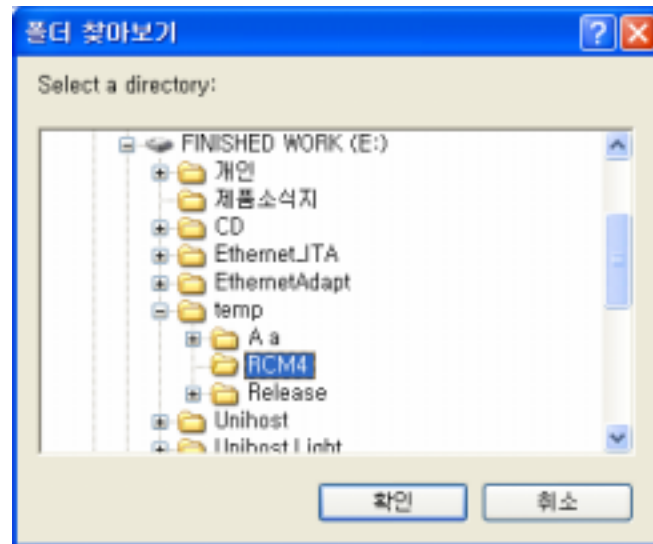 폴더 찾아보기
Select a directory:
FINISHED WORK (E:)
개인
제품소식지
CD
Ethernet_ITA
EthernetAdapt
temp
A a
RCM4
Release
Unihost
Unihost Light
확인
취소